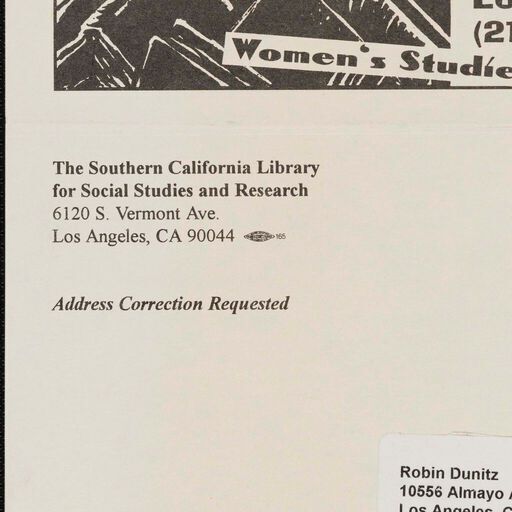 (21
Women's Studie
The Southern California Library
for Social Studies and Research
6120 S. Vermont Ave.
Los Angeles, CA 90044 165
Address Correction Requested
Robin Dunitz
10556 Almayo A
Los Angeles, C